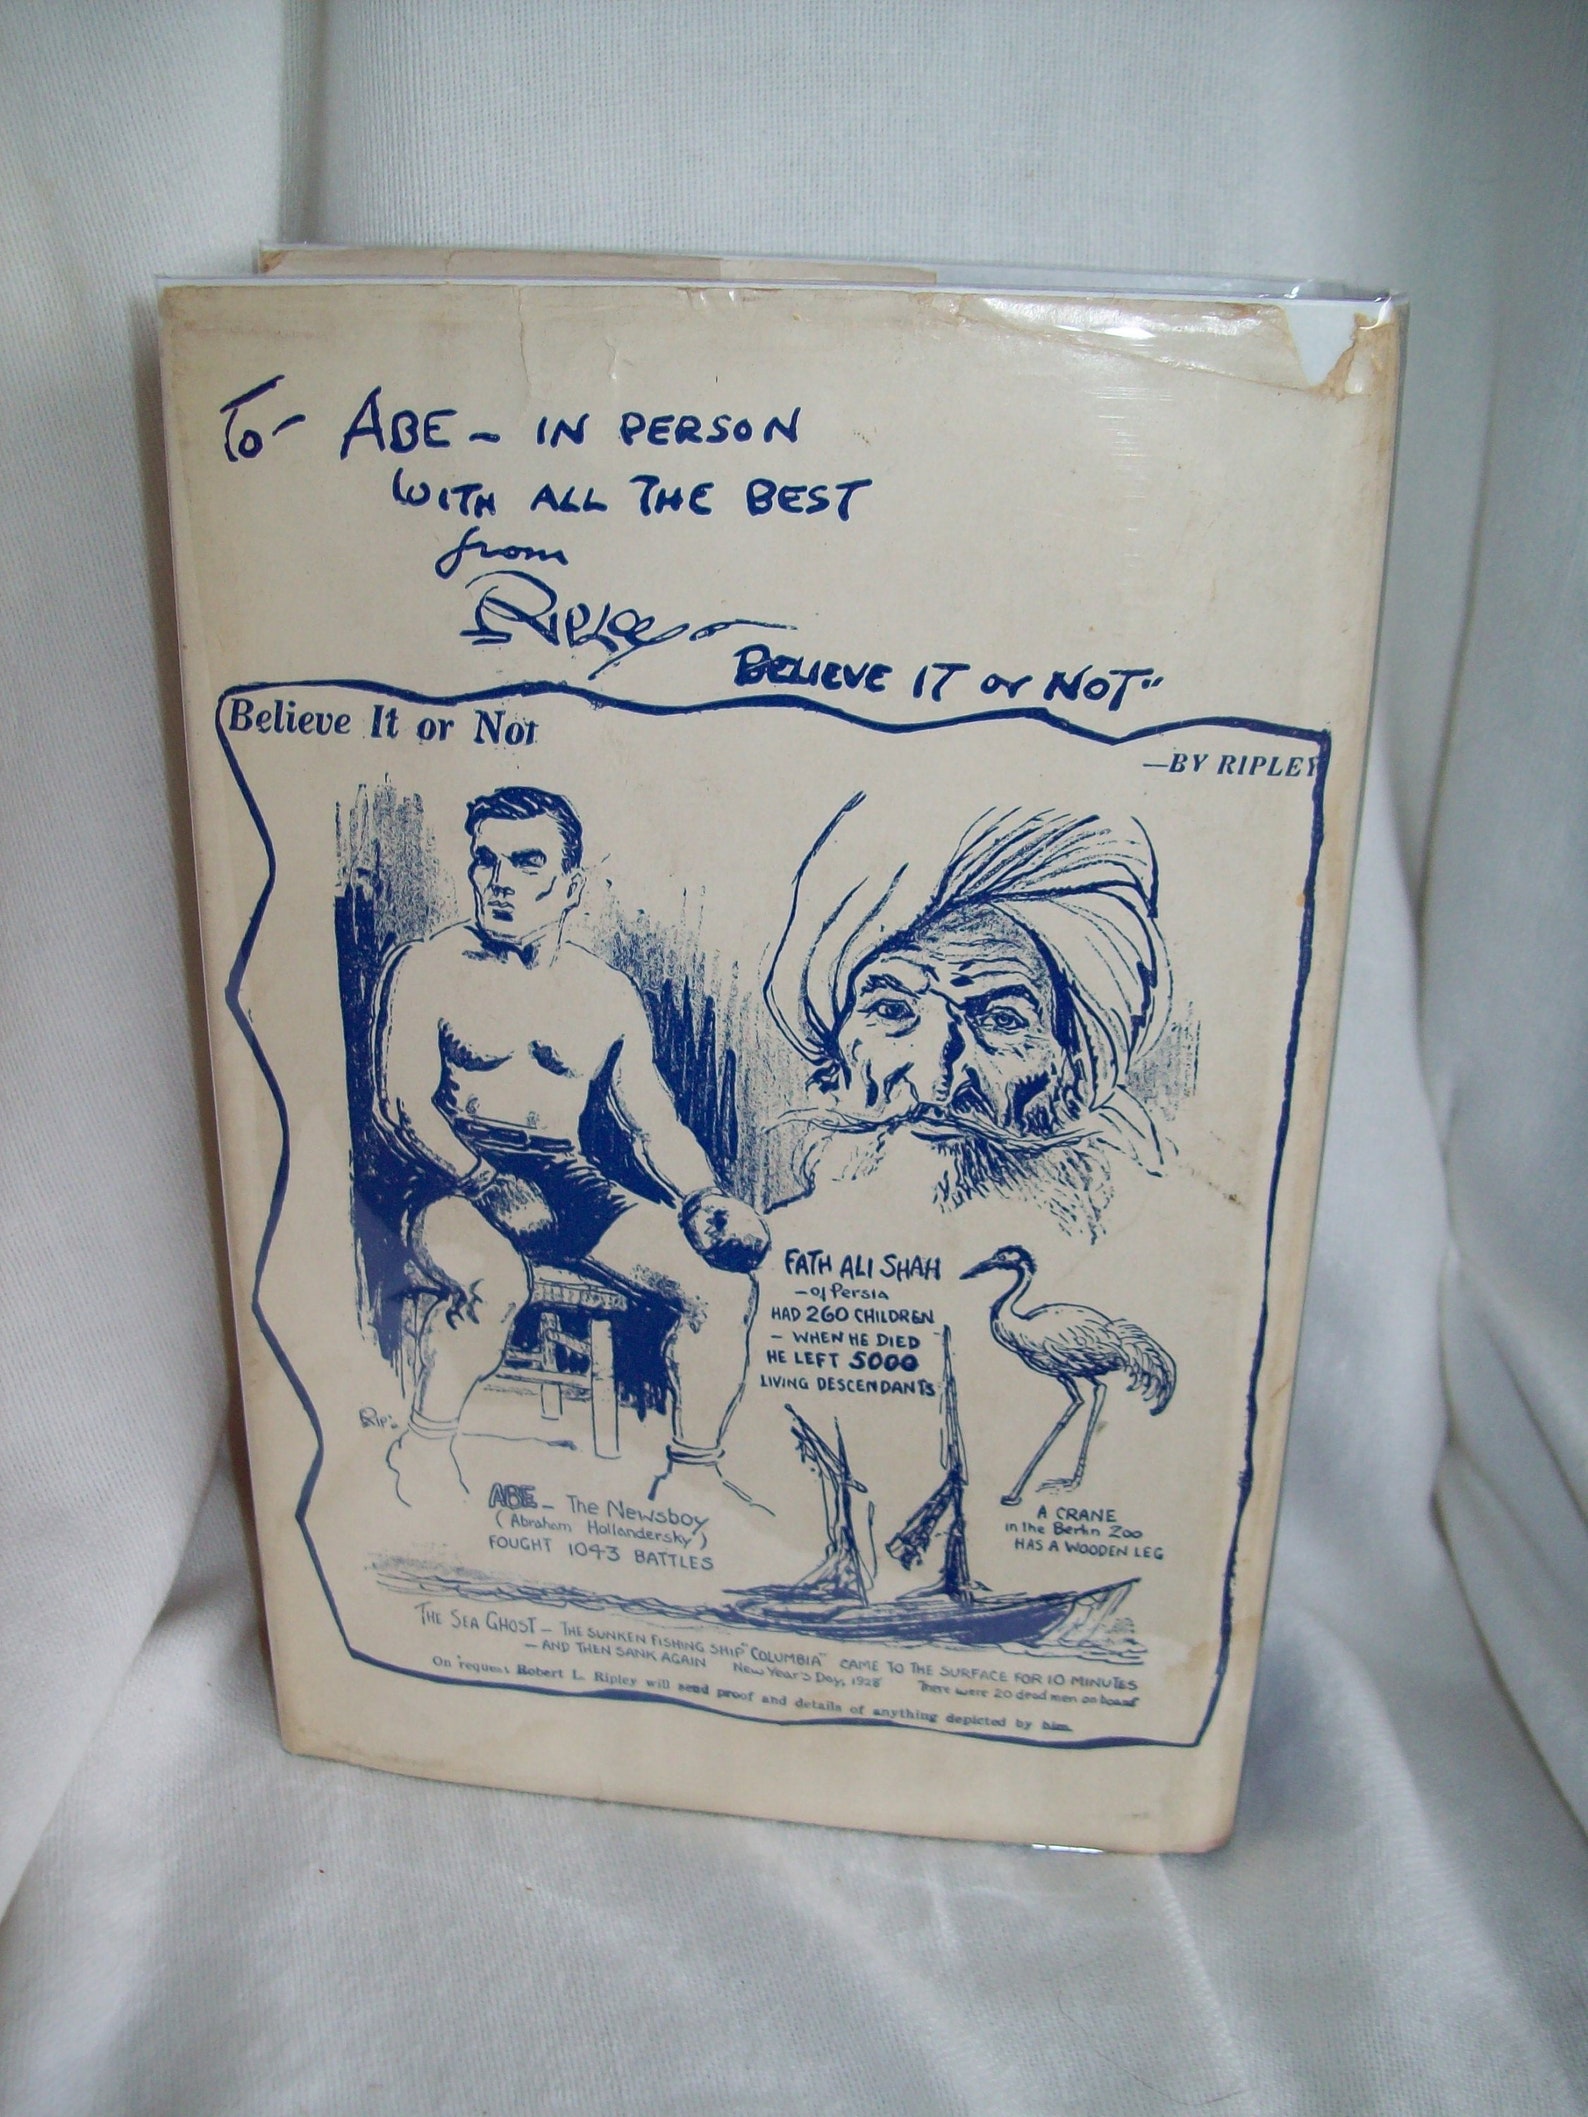 To- ABE - IN PERSON
WITH ALL THE BEST
from
RIPLEY -
BELIEVE IT or NOT"
Believe It or Not
—BY RIPLEY
FATH ALI SHAH
- of Persia
HAD 260 CHILDREN
- WHEN HE DIED
HE LEFT 5000
LIVING DESCENDANTS
RIP:
ABE - The Newsboy
(Abraham Hollandersky)
FOUGHT 1043 BATTLES
A CRANE
in the Berlin Zoo
HAS A WOODEN LEG
THE SEA GHOST - THE SUNKEN FISHING SHIP "COLUMBIA" CAME TO THE SURFACE FOR 10 MINUTES
- AND THEN SANK AGAIN New Year's Day, 1928 There were 20 dead men on board
On request Robert L. Ripley will send proof and details of anything depicted by him.